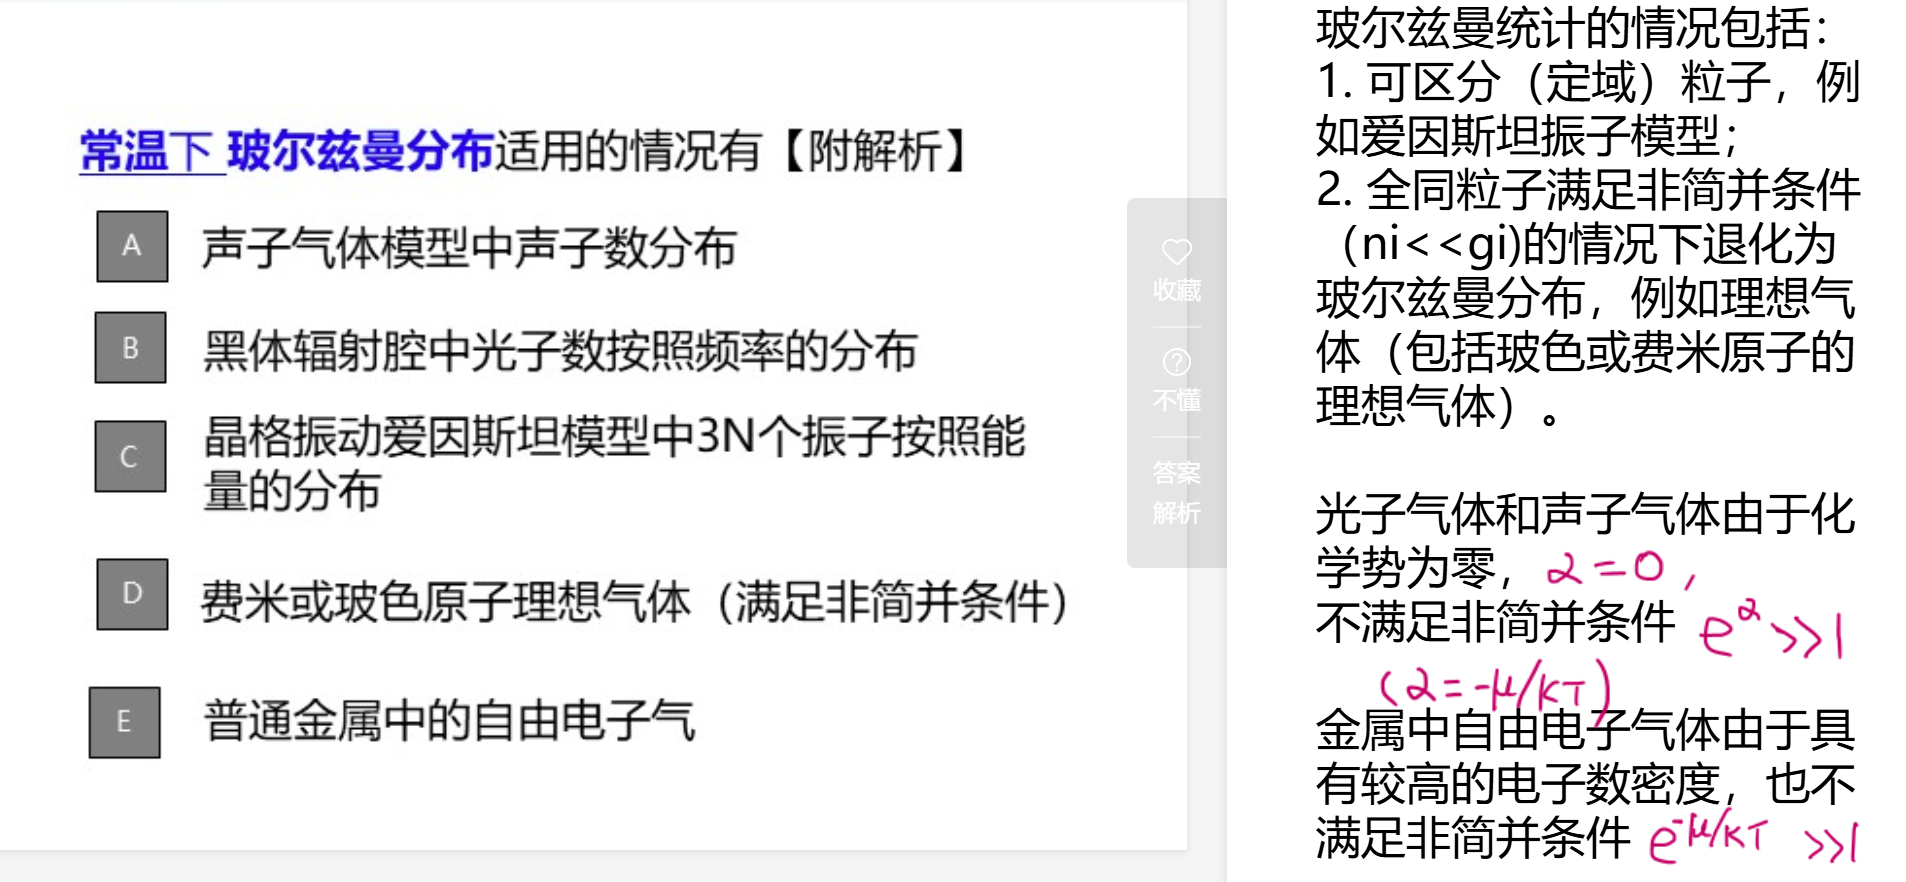 常温下 玻尔兹曼分布适用的情况有【附解析】
A 声子气体模型中声子数分布
B 黑体辐射腔中光子数按照频率的分布
C 晶格振动爱因斯坦模型中3N个振子按照能
量的分布
D 费米或玻色原子理想气体（满足非简并条件）
E 普通金属中的自由电子气
收藏
不懂
答案
解析
玻尔兹曼统计的情况包括：
1. 可区分（定域）粒子，例
如爱因斯坦振子模型；
2. 全同粒子满足非简并条件
（ni<<gi)的情况下退化为
玻尔兹曼分布，例如理想气
体（包括玻色或费米原子的
理想气体）。
光子气体和声子气体由于化
学势为零，α=0，
不满足非简并条件 e^α>>1
(α=-μ/kT)
金属中自由电子气体由于具
有较高的电子数密度，也不
满足非简并条件 e^-μ/kT >>1